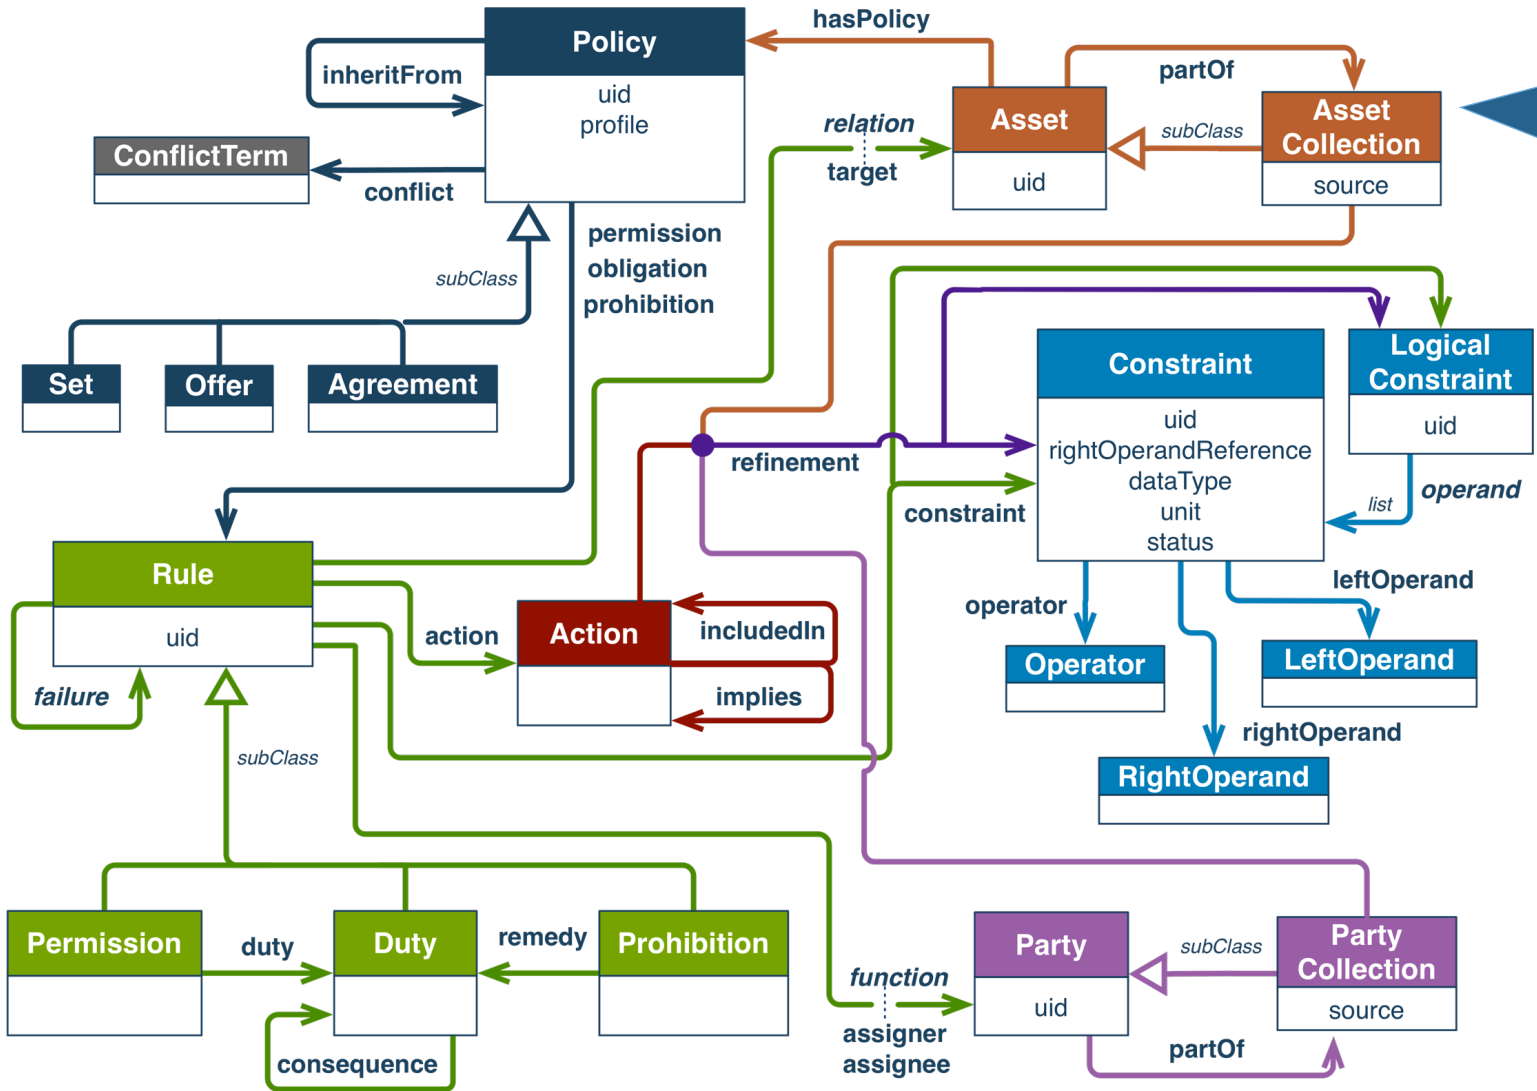 hasPolicy
Policy
inheritFrom
uid
profile
partOf
Asset
Collection
source
Asset
uid
subClass
relation
target
ConflictTerm
conflict
permission
obligation
prohibition
subClass
Set
Offer
Agreement
Constraint
uid
rightOperandReference
dataType
unit
status
Logical
Constraint
uid
refinement
constraint
operand
list
Rule
uid
failure
action
Action
includedIn
implies
operator
leftOperand
Operator
LeftOperand
rightOperand
RightOperand
subClass
Permission
duty
Duty
remedy
Prohibition
consequence
function
assigner
assignee
Party
uid
subClass
Party
Collection
source
partOf